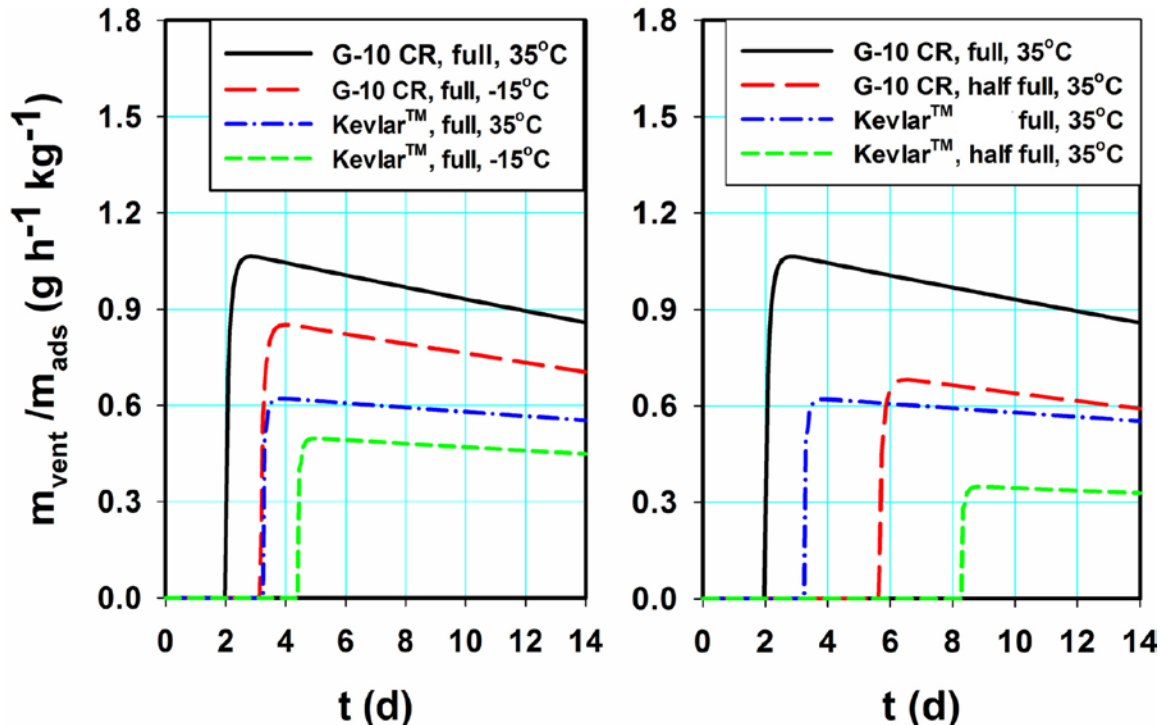 1.8
1.5
1.2
0.9
0.6
0.3
0.0
m_vent /m_ads (g h⁻¹ kg⁻¹)
G-10 CR, full, 35°C
G-10 CR, full, -15°C
Kevlar™, full, 35°C
Kevlar™, full, -15°C
0 2 4 6 8 10 12 14
t (d)
1.8
1.5
1.2
0.9
0.6
0.3
0.0
G-10 CR, full, 35°C
G-10 CR, half full, 35°C
Kevlar™ full, 35°C
Kevlar™, half full, 35°C
0 2 4 6 8 10 12 14
t (d)